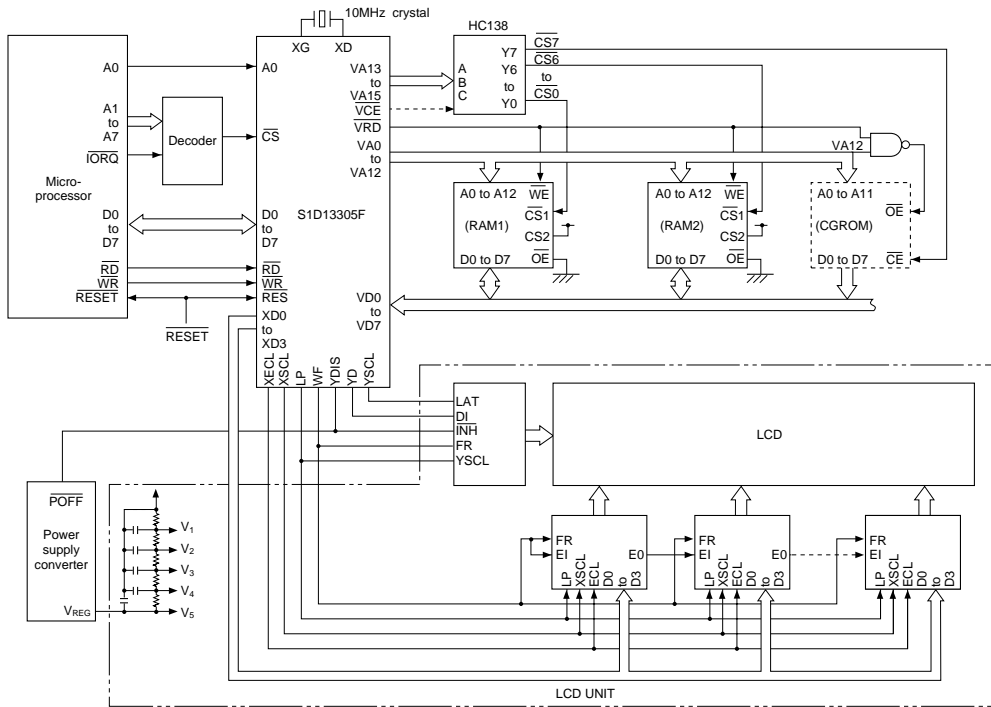 10MHz crystal
Micro-
processor
A0
A1
to
A7
IORQ
D0
to
D7
RD
WR
RESET
Decoder
RESET
S1D13305F
XG
XD
A0
CS
D0
to
D7
RD
WR
RES
XD0
to
XD3
VA13
to
VA15
VCE
VRD
VA0
to
VA12
VD0
to
VD7
XECL
XSCL
LP
WF
YDIS
YD
YSCL
HC138
A
B
C
Y7
Y6
to
Y0
CS7
CS6
to
CS0
VA12
A0 to A12
WE
CS1
(RAM1)
CS2
D0 to D7
OE
A0 to A12
WE
CS1
(RAM2)
CS2
D0 to D7
OE
A0 to A11
OE
(CGROM)
D0 to D7
CE
LAT
DI
INH
FR
YSCL
LCD
POFF
Power
supply
converter
VREG
V1
V2
V3
V4
V5
FR
EI
E0
LP
XSCL
ECL
D0
to
D3
FR
EI
E0
LP
XSCL
ECL
D0
to
D3
FR
EI
LP
XSCL
ECL
D0
to
D3
LCD UNIT